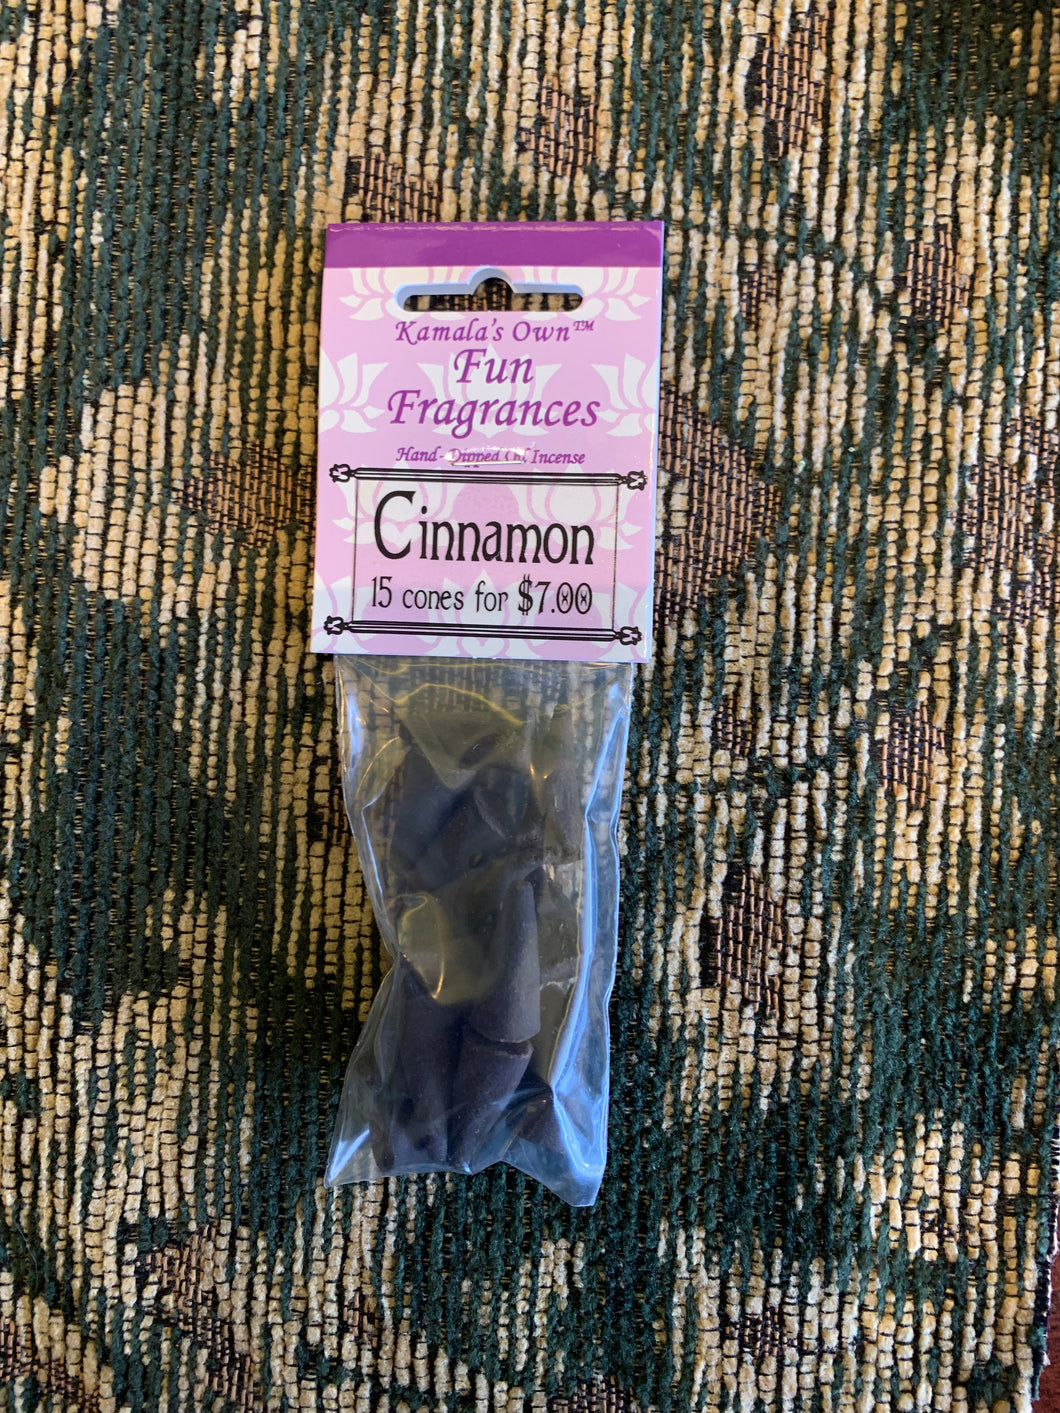 Kamala's Own™
Fun
Fragrances
Hand-Dipped Oil Incense
Cinnamon
15 cones for $7.00